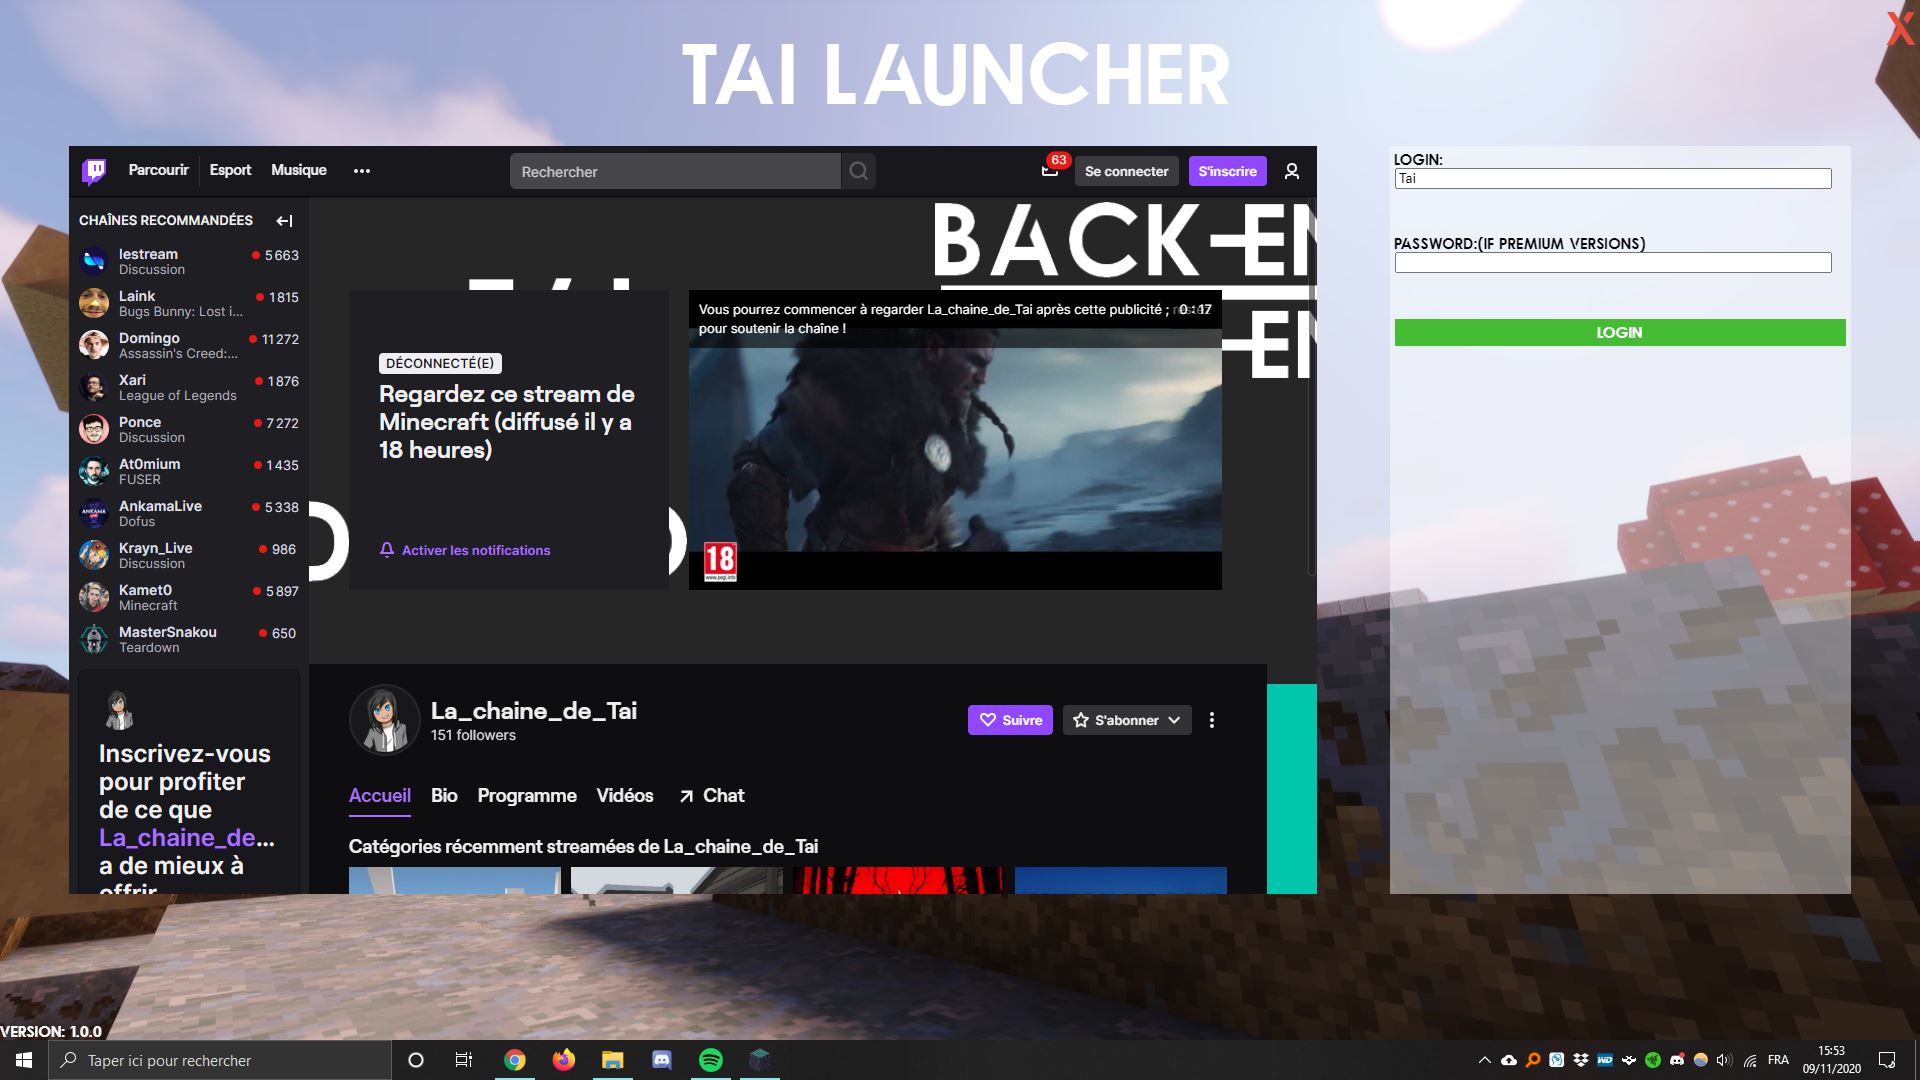 TAI LAUNCHER
X
Parcourir
Esport
Musique
Rechercher
63
Se connecter
S'inscrire
CHAÎNES RECOMMANDÉES
lestream
5 663
Discussion
Laink
1 815
Bugs Bunny: Lost i...
Domingo
11 272
Assassin's Creed:...
Xari
1 876
League of Legends
Ponce
7 272
Discussion
At0mium
1 435
FUSER
AnkamaLive
5 338
Dofus
Krayn_Live
986
Discussion
Kamet0
5 897
Minecraft
MasterSnakou
650
Teardown
Inscrivez-vous
pour profiter
de ce que
La_chaine_de...
a de mieux à
offrir
BACK-EN
-EN
DÉCONNECTÉ(E)
Regardez ce stream de
Minecraft (diffusé il y a
18 heures)
Activer les notifications
Vous pourrez commencer à regarder La_chaine_de_Tai après cette publicité ;
0 : 17
pour soutenir la chaîne !
18
www.pegi.info
La_chaine_de_Tai
151 followers
Suivre
S'abonner
Accueil
Bio
Programme
Vidéos
Chat
Catégories récemment streamées de La_chaine_de_Tai
LOGIN:
Tai
PASSWORD:(IF PREMIUM VERSIONS)
LOGIN
VERSION: 1.0.0
Taper ici pour rechercher
FRA
15:53
09/11/2020